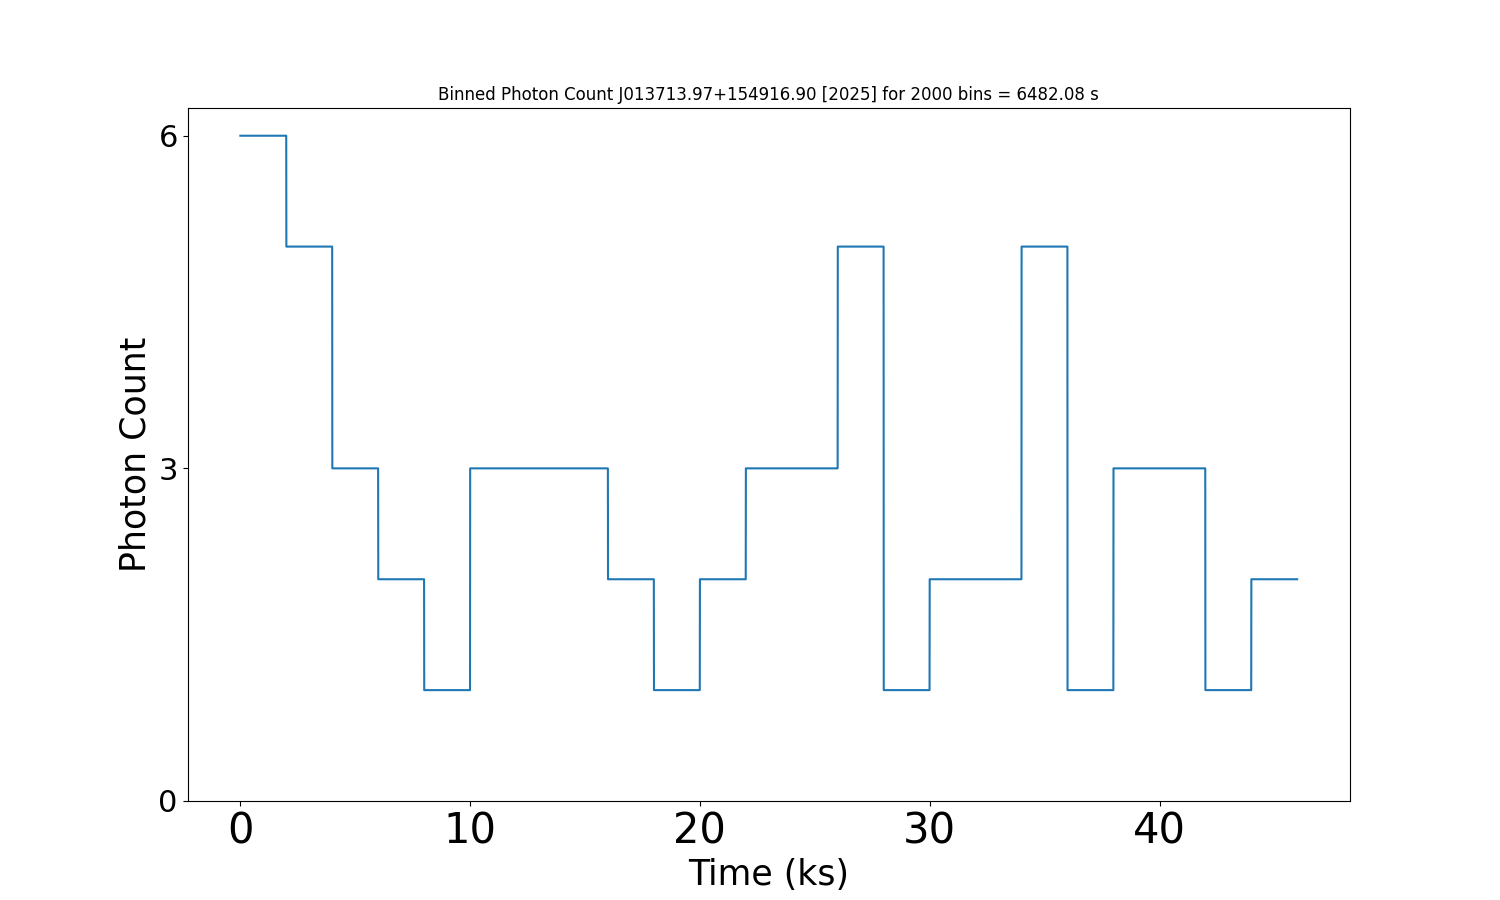 Binned Photon Count J013713.97+154916.90 [2025] for 2000 bins = 6482.08 s
6
3
0
Photon Count
0 10 20 30 40
Time (ks)